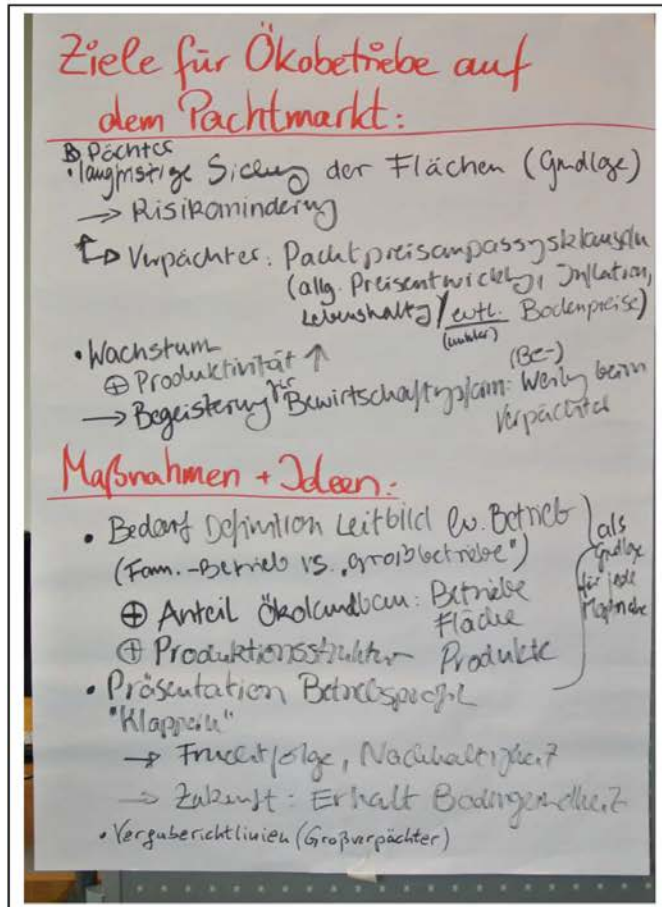 Ziele für Ökobetriebe auf
dem Pachtmarkt:
Pächter
• langfristige Sicherung der Flächen (Grundlage)
→ Risikominderung
→ Verpächter: Pachtpreisanpassungsklauseln
(allg. Preisentwicklung, Inflation,
Lebenshaltung / evtl. Bodenpreise)
• Wachstum
(Be-)
⊕ Produktivität ↑
→ Begeisterung für Bewirtschaftungsform: Werbung beim
Verpächter
Maßnahmen + Ideen:
• Bedarf Definition Leitbild lw. Betrieb
(Fam.-Betrieb vs. „Großbetriebe")
⊕ Anteil Ökolandbau: Betriebe
Fläche
⊕ Produktionsstruktur Produkte
als
Grundlage
für jede
Maßnahme
• Präsentation Betriebsprofil
"Klappern"
→ Fruchtfolge, Nachhaltigkeit
→ Zukunft: Erhalt Bodengesundheit
• Vergaberichtlinien (Großverpächter)